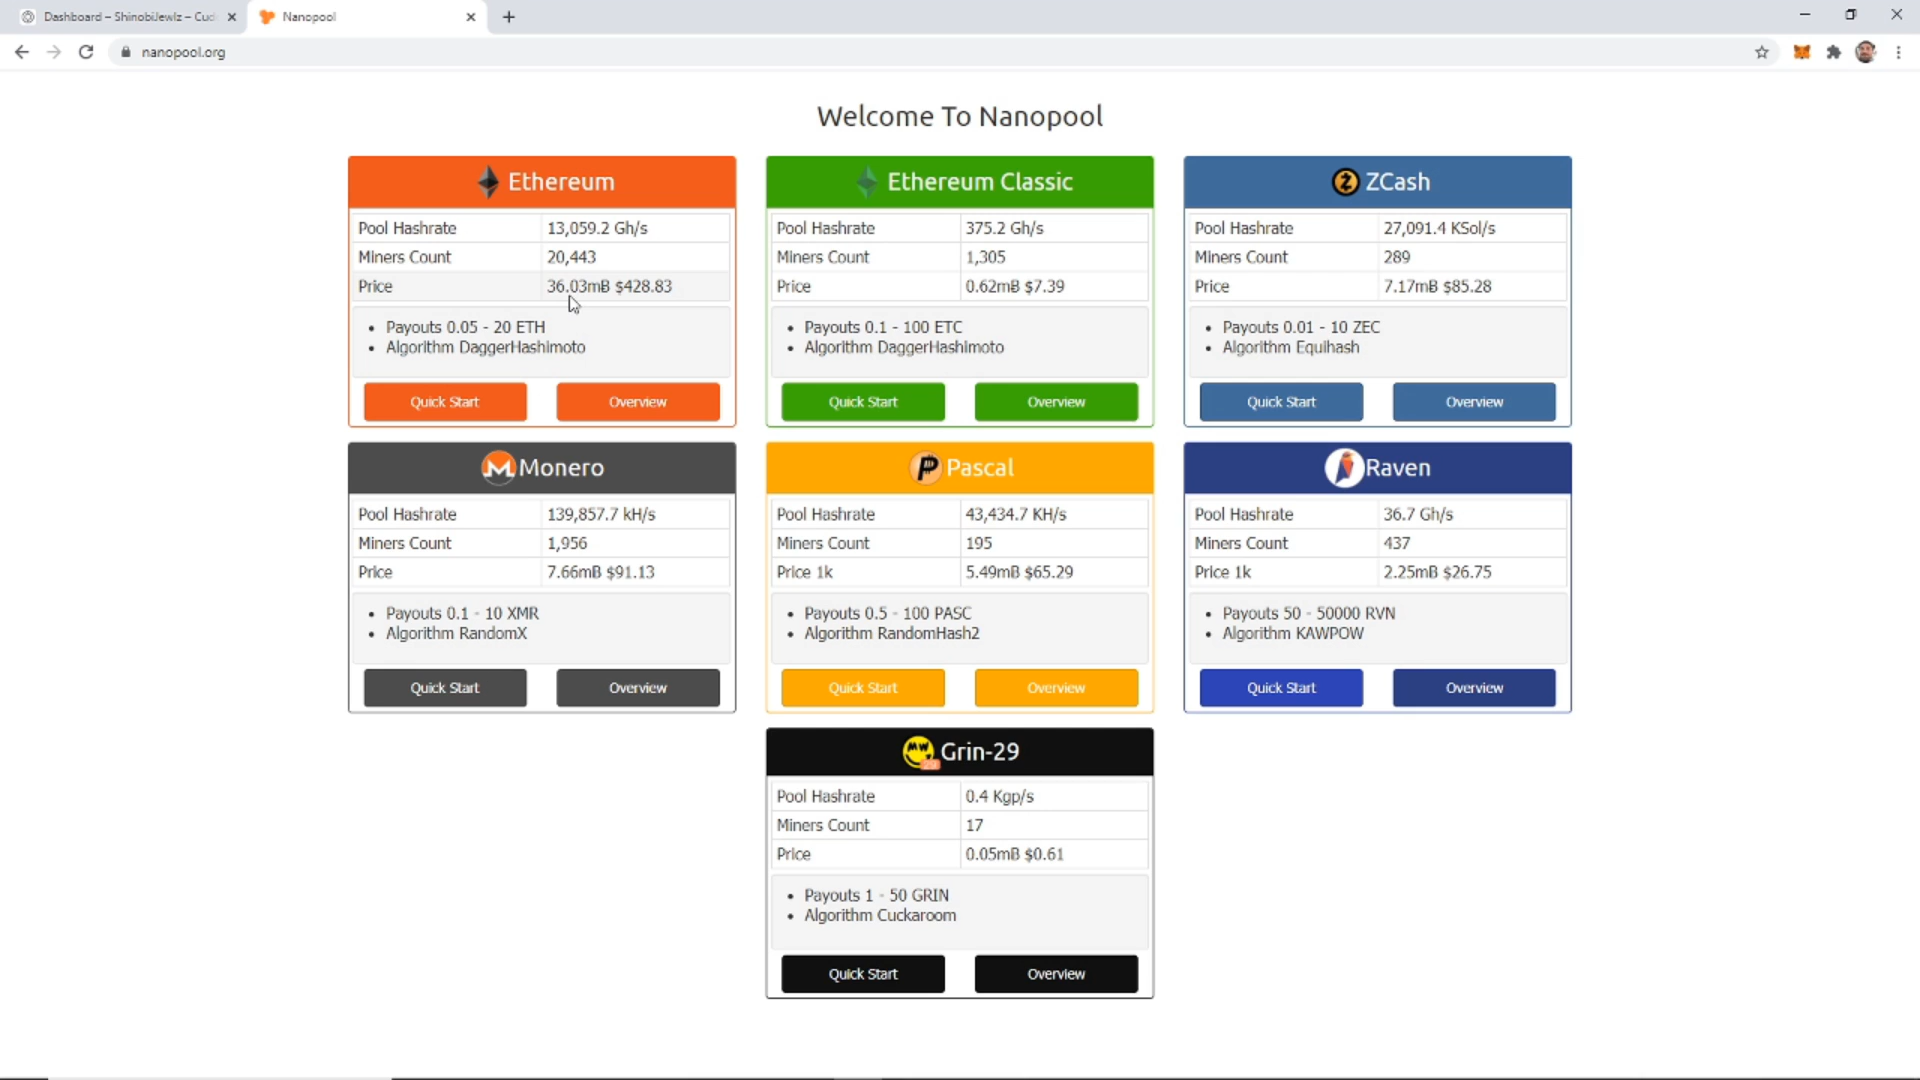 Dashboard – ShinobiJewlz – Cud
Nanopool
nanopool.org
Welcome To Nanopool
Ethereum
Pool Hashrate 13,059.2 Gh/s
Miners Count 20,443
Price 36.03mB $428.83
Payouts 0.05 - 20 ETH
Algorithm DaggerHashimoto
Quick Start Overview
Ethereum Classic
Pool Hashrate 375.2 Gh/s
Miners Count 1,305
Price 0.62mB $7.39
Payouts 0.1 - 100 ETC
Algorithm DaggerHashimoto
Quick Start Overview
ZCash
Pool Hashrate 27,091.4 KSol/s
Miners Count 289
Price 7.17mB $85.28
Payouts 0.01 - 10 ZEC
Algorithm Equihash
Quick Start Overview
Monero
Pool Hashrate 139,857.7 kH/s
Miners Count 1,956
Price 7.66mB $91.13
Payouts 0.1 - 10 XMR
Algorithm RandomX
Quick Start Overview
Pascal
Pool Hashrate 43,434.7 KH/s
Miners Count 195
Price 1k 5.49mB $65.29
Payouts 0.5 - 100 PASC
Algorithm RandomHash2
Quick Start Overview
Raven
Pool Hashrate 36.7 Gh/s
Miners Count 437
Price 1k 2.25mB $26.75
Payouts 50 - 50000 RVN
Algorithm KAWPOW
Quick Start Overview
Grin-29
Pool Hashrate 0.4 Kgp/s
Miners Count 17
Price 0.05mB $0.61
Payouts 1 - 50 GRIN
Algorithm Cuckaroom
Quick Start Overview